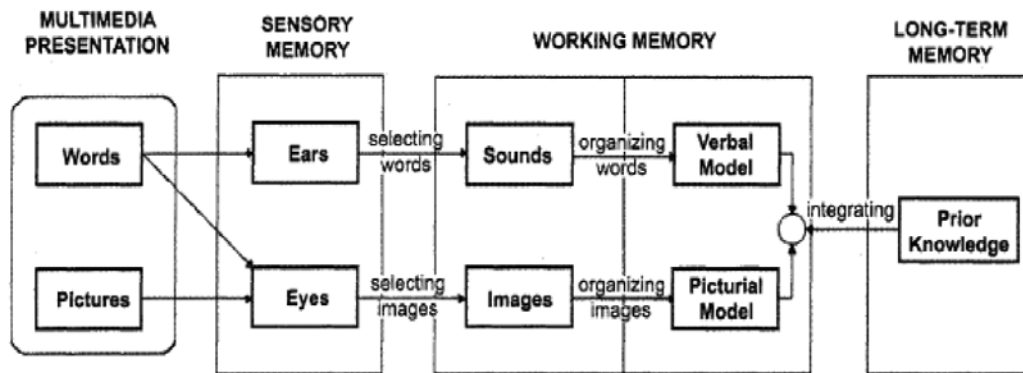 MULTIMEDIA
PRESENTATION
SENSORY
MEMORY
WORKING MEMORY
LONG-TERM
MEMORY
Words
Ears
selecting
words
Sounds
organizing
words
Verbal
Model
integrating
Prior
Knowledge
Pictures
Eyes
selecting
images
Images
organizing
images
Picturial
Model